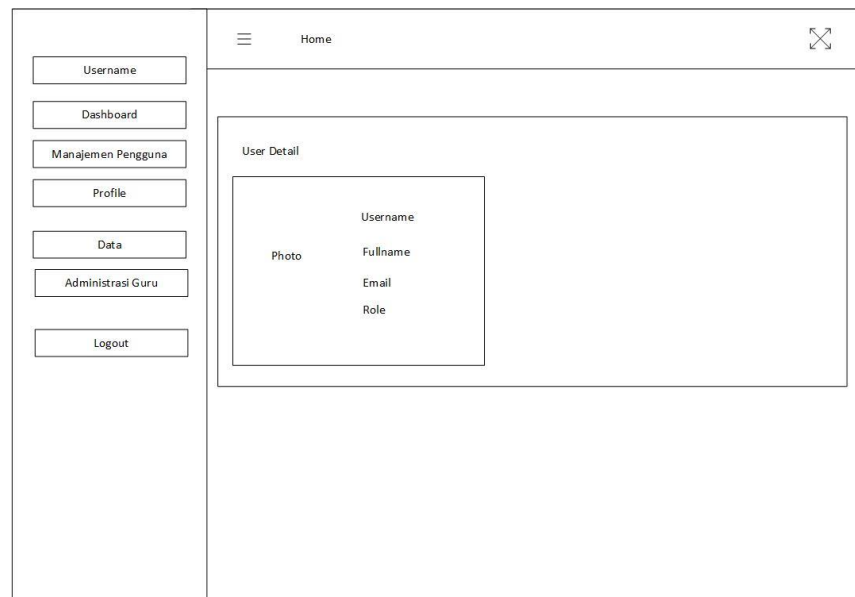 Username
Dashboard
Manajemen Pengguna
Profile
Data
Administrasi Guru
Logout
Home
User Detail
Photo
Username
Fullname
Email
Role